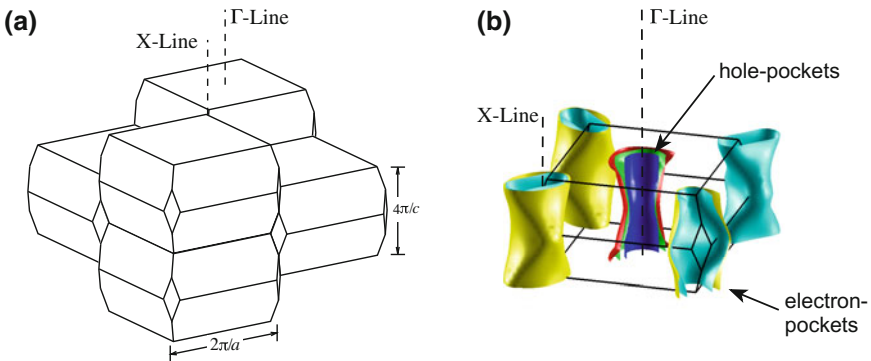 (a)
Γ-Line
X-Line
4π/c
2π/a
(b)
Γ-Line
hole-pockets
X-Line
electron-
pockets